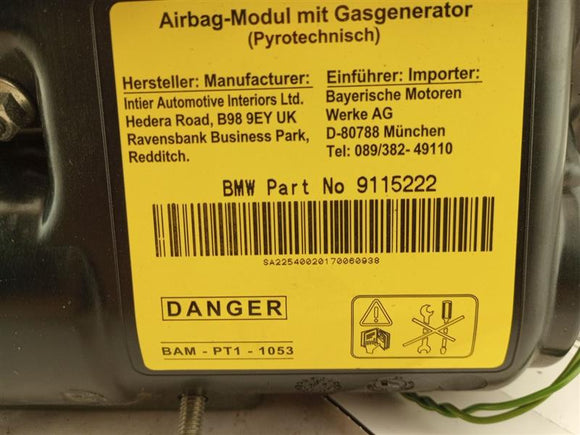 Airbag-Modul mit Gasgenerator
(Pyrotechnisch)
Hersteller: Manufacturer:
Intier Automotive Interiors Ltd.
Hedera Road, B98 9EY UK
Ravensbank Business Park,
Redditch.
Einführer: Importer:
Bayerische Motoren
Werke AG
D-80788 München
Tel: 089/382- 49110
BMW Part No 9115222
SA22540020170060938
DANGER
BAM - PT1 - 1053